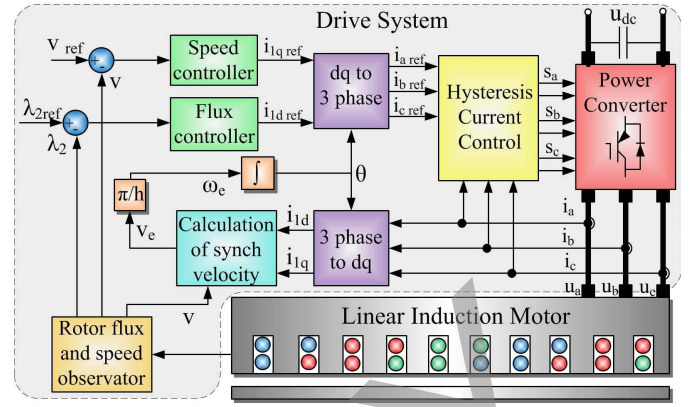 Drive System
u_dc
v_ref
v
Speed
controller
i_1q ref
dq to
3 phase
i_a ref
i_b ref
i_c ref
Hysteresis
Current
Control
s_a
s_b
s_c
Power
Converter
λ_2ref
λ_2
Flux
controller
i_1d ref
π/h
ω_e
∫
θ
v_e
Calculation
of synch
velocity
i_1d
i_1q
3 phase
to dq
i_a
i_b
i_c
u_a
u_b
u_c
v
Rotor flux
and speed
observator
Linear Induction Motor